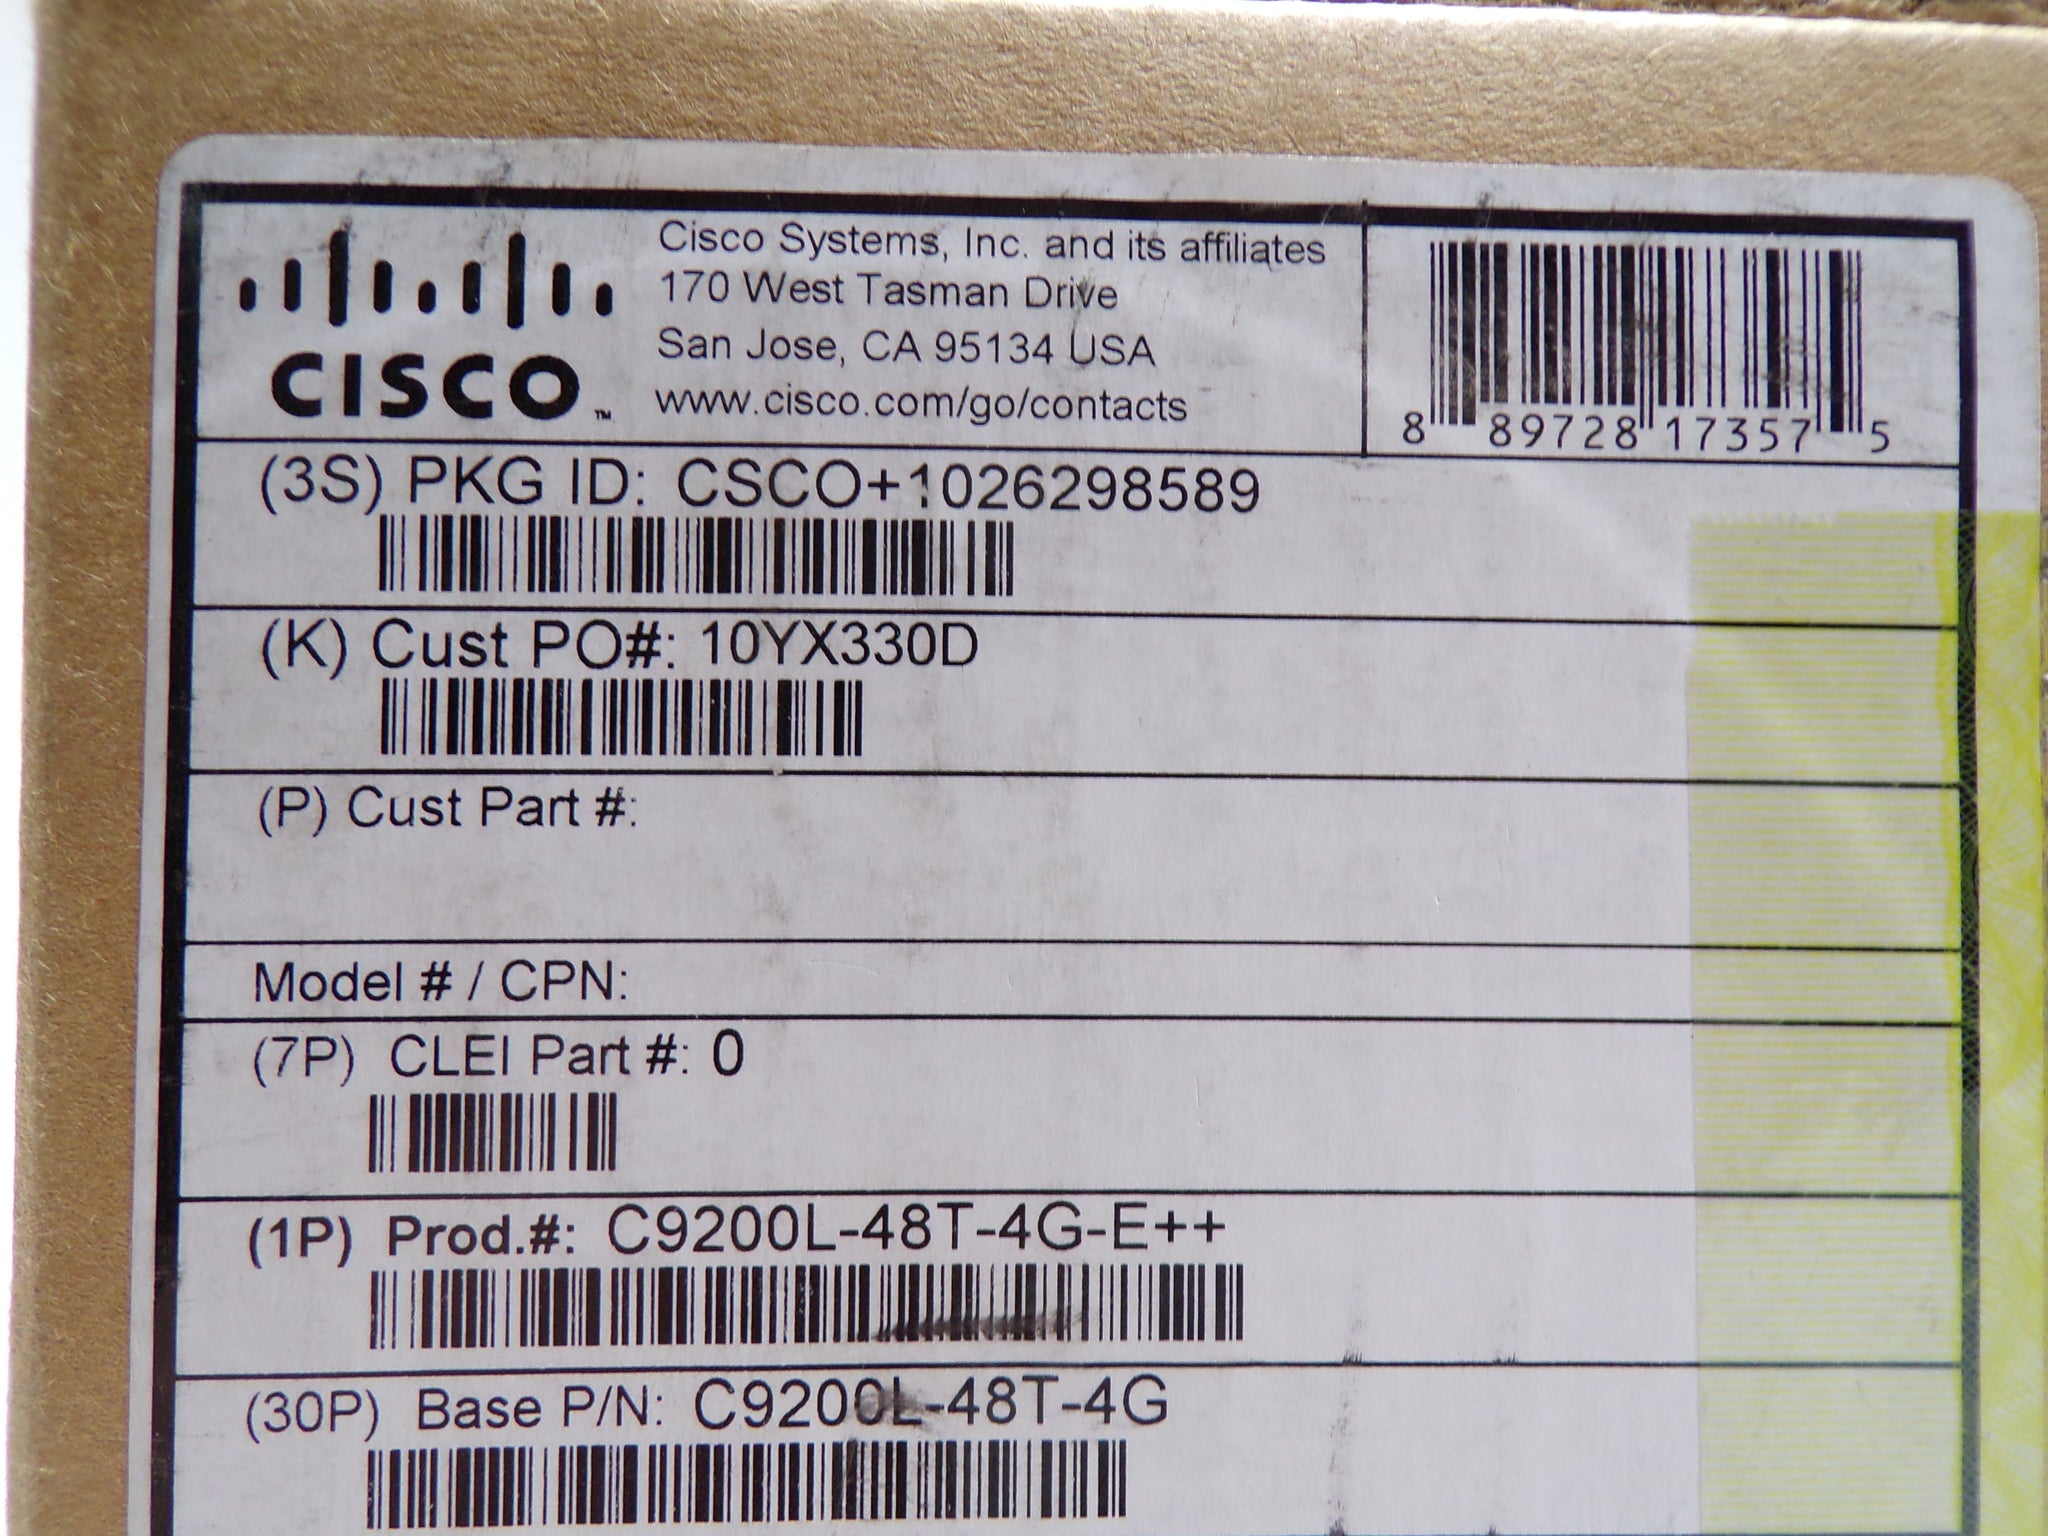 CISCO™
Cisco Systems, Inc. and its affiliates
170 West Tasman Drive
San Jose, CA 95134 USA
www.cisco.com/go/contacts
8 89728 17357 5
(3S) PKG ID: CSCO+1026298589
(K) Cust PO#: 10YX330D
(P) Cust Part #:
Model # / CPN:
(7P) CLEI Part #: 0
(1P) Prod.#: C9200L-48T-4G-E++
(30P) Base P/N: C9200L-48T-4G